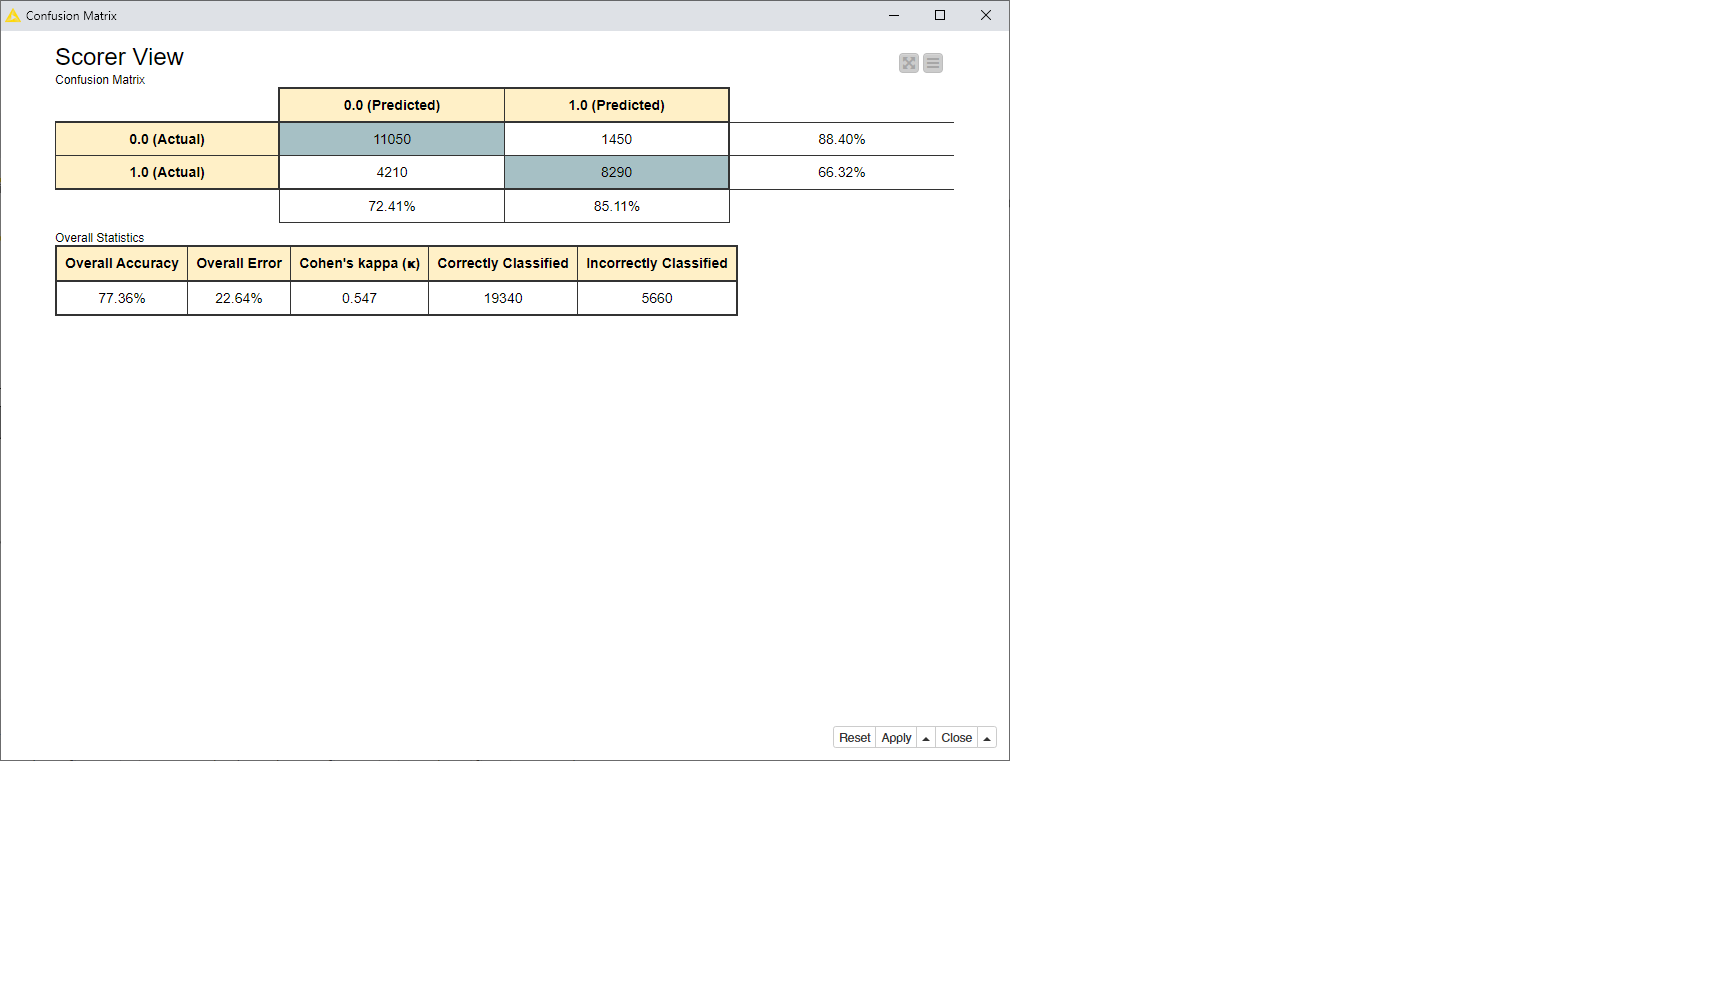 Confusion Matrix
Scorer View
Confusion Matrix
0.0 (Predicted) 1.0 (Predicted)
0.0 (Actual) 11050 1450 88.40%
1.0 (Actual) 4210 8290 66.32%
72.41% 85.11%
Overall Statistics
Overall Accuracy Overall Error Cohen's kappa (κ) Correctly Classified Incorrectly Classified
77.36% 22.64% 0.547 19340 5660
Reset Apply Close